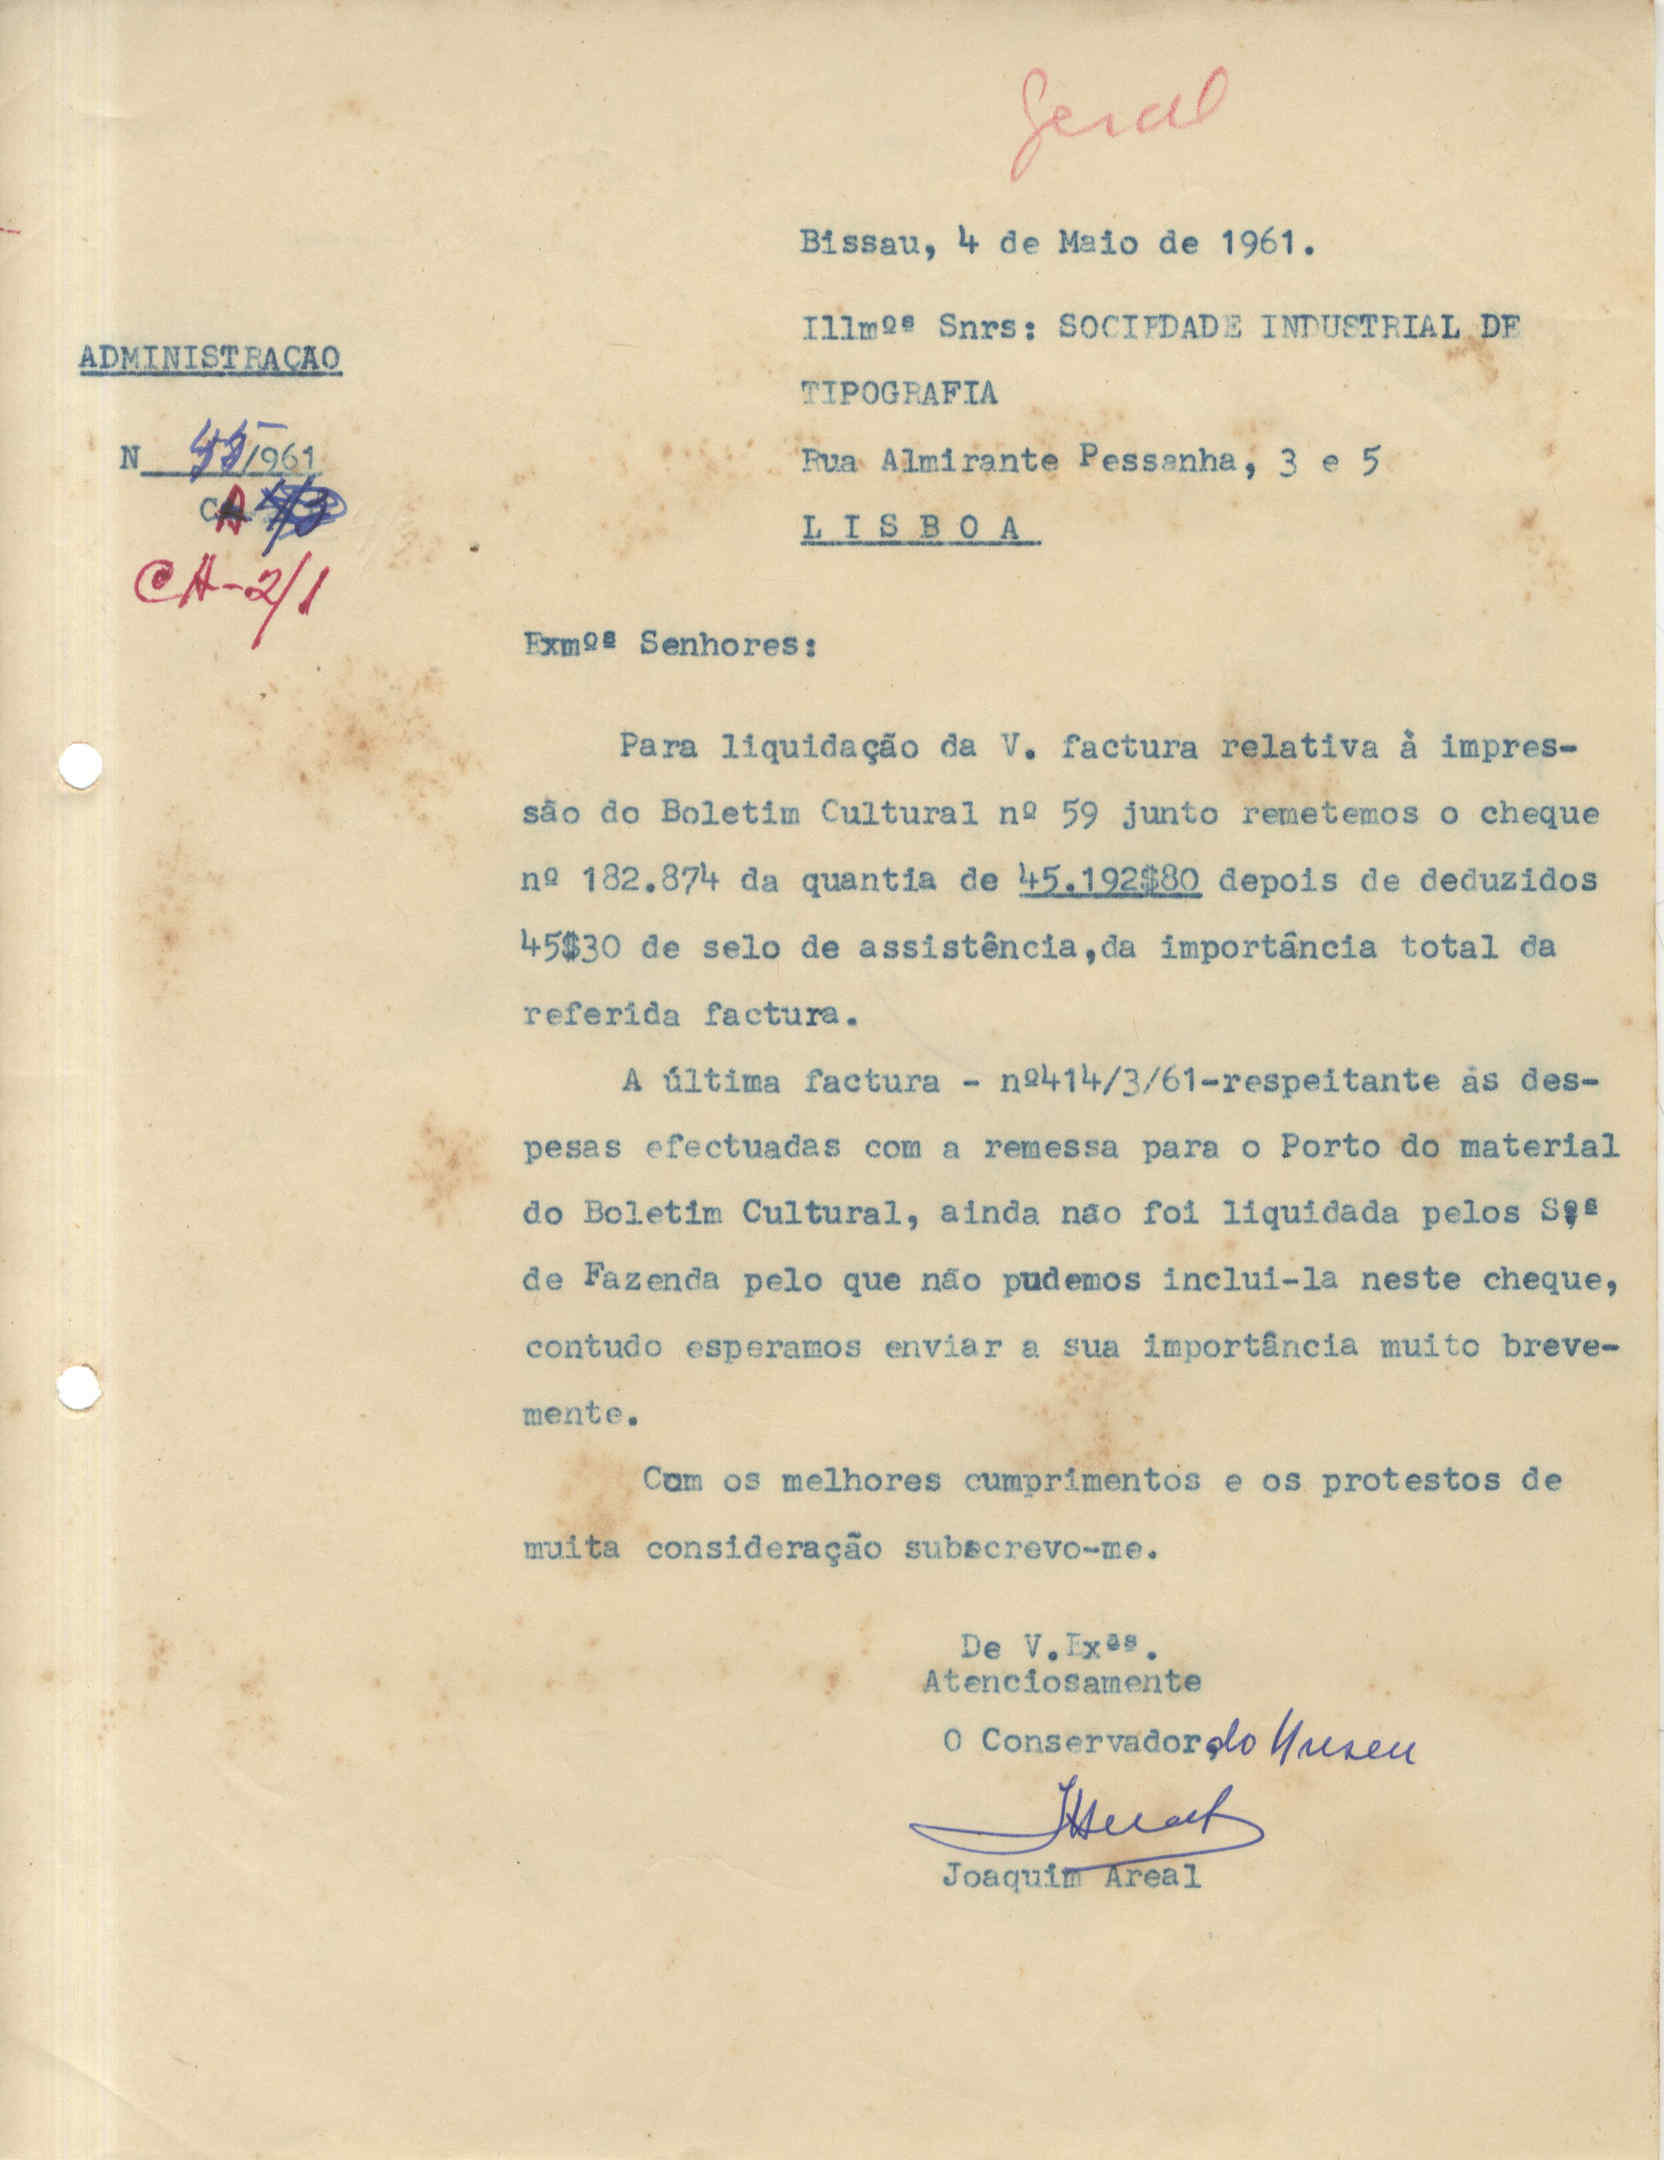 Geral
Bissau, 4 de Maio de 1961.
Illmºs Snrs: SOCIEDADE INDUSTRIAL DE
TIPOGRAFIA
Rua Almirante Pessanha, 3 e 5
L I S B O A
ADMINISTRAÇÃO
N /961
CA
CA-2/1
Exmºs Senhores:
Para liquidação da V. factura relativa à impres-
são do Boletim Cultural nº 59 junto remetemos o cheque
nº 182.874 da quantia de 45.192$80 depois de deduzidos
45$30 de selo de assistência,da importância total da
referida factura.
A última factura - nº414/3/61-respeitante ás des-
pesas efectuadas com a remessa para o Porto do material
do Boletim Cultural, ainda não foi liquidada pelos
de Fazenda pelo que não pudemos inclui-la neste cheque,
contudo esperamos enviar a sua importância muito breve-
mente.
Com os melhores cumprimentos e os protestos de
muita consideração subscrevo-me.
De V.Exªs.
Atenciosamente
O Conservador, do Museu
Joaquim Areal